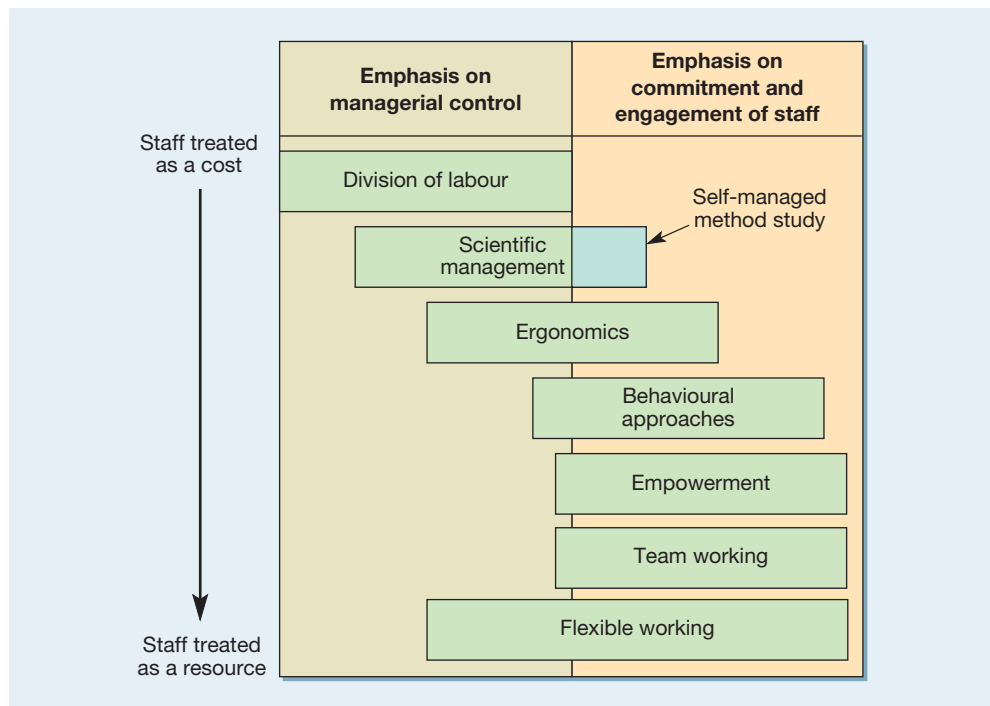 Emphasis on
managerial control
Emphasis on
commitment and
engagement of staff
Staff treated
as a cost
Division of labour
Self-managed
method study
Scientific
management
Ergonomics
Behavioural
approaches
Empowerment
Team working
Flexible working
Staff treated
as a resource